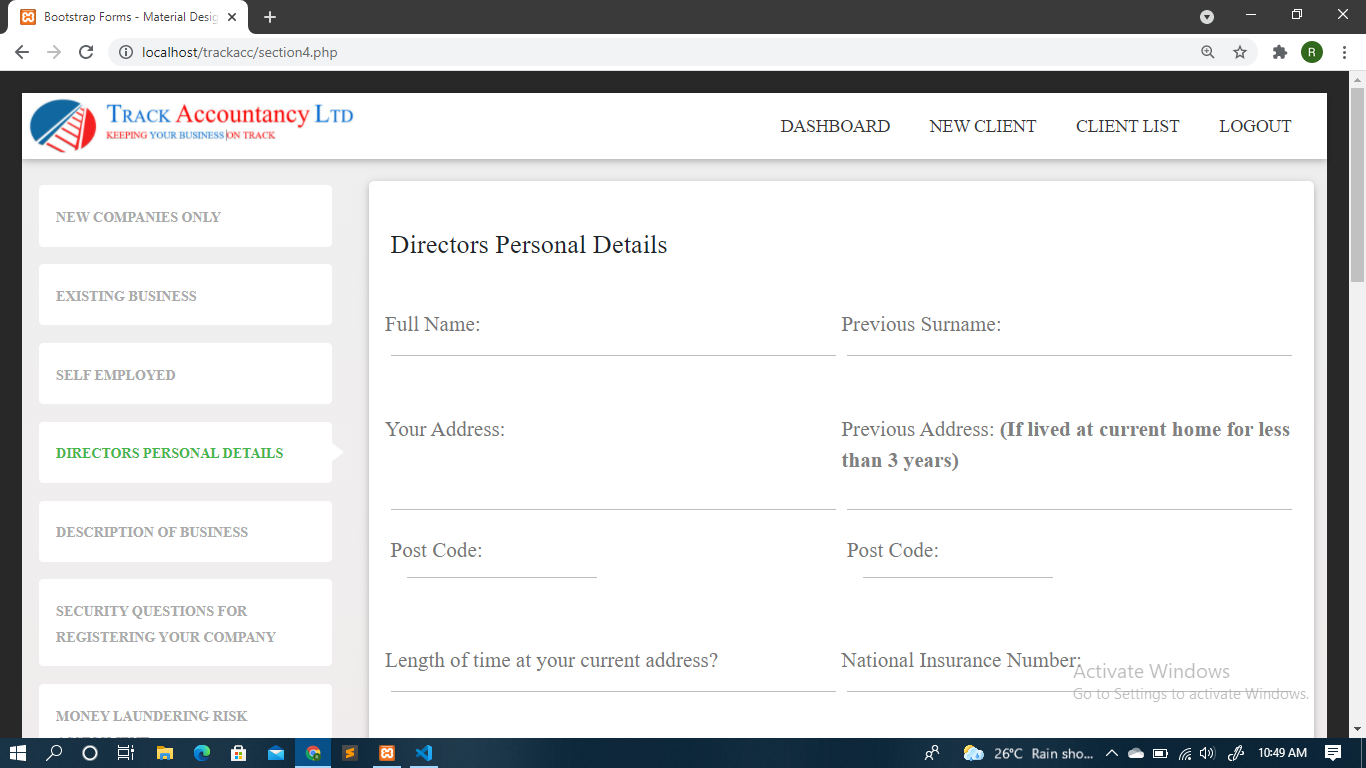 Bootstrap Forms - Material Desig
localhost/trackacc/section4.php
R
TRACK Accountancy LTD
KEEPING YOUR BUSINESS ON TRACK
DASHBOARD NEW CLIENT CLIENT LIST LOGOUT
NEW COMPANIES ONLY
EXISTING BUSINESS
SELF EMPLOYED
DIRECTORS PERSONAL DETAILS
DESCRIPTION OF BUSINESS
SECURITY QUESTIONS FOR
REGISTERING YOUR COMPANY
MONEY LAUNDERING RISK
Directors Personal Details
Full Name:
Previous Surname:
Your Address:
Previous Address: (If lived at current home for less
than 3 years)
Post Code:
Post Code:
Length of time at your current address?
National Insurance Number:
Activate Windows
Go to Settings to activate Windows.
26°C Rain sho...
10:49 AM